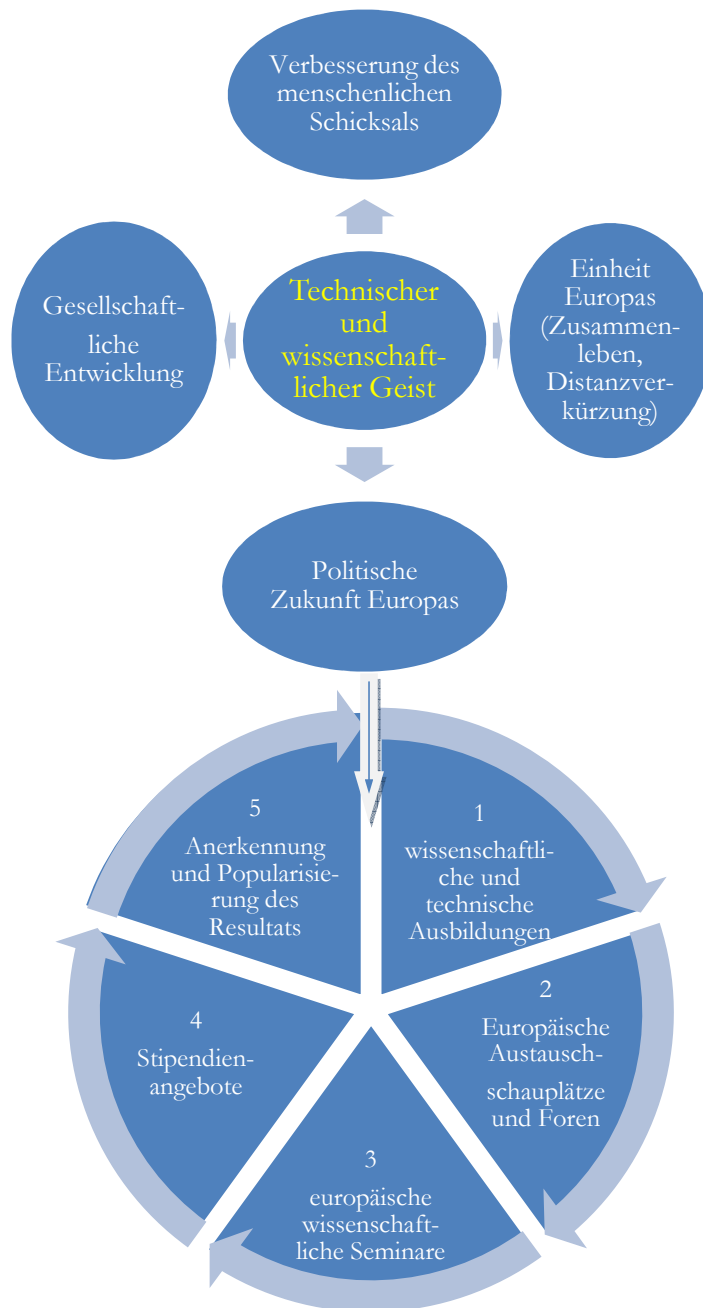 Verbesserung des
menschenlichen
Schicksals
Gesellschaft-
liche
Entwicklung
Technischer
und
wissenschaft-
licher Geist
Einheit
Europas
(Zusammen-
leben,
Distanzver-
kürzung)
Politische
Zukunft Europas
1
wissenschaftli-
che und
technische
Ausbildungen
2
Europäische
Austausch-
schauplätze
und Foren
3
europäische
wissenschaft-
liche Seminare
4
Stipendien-
angebote
5
Anerkennung
und Popularisie-
rung des
Resultats